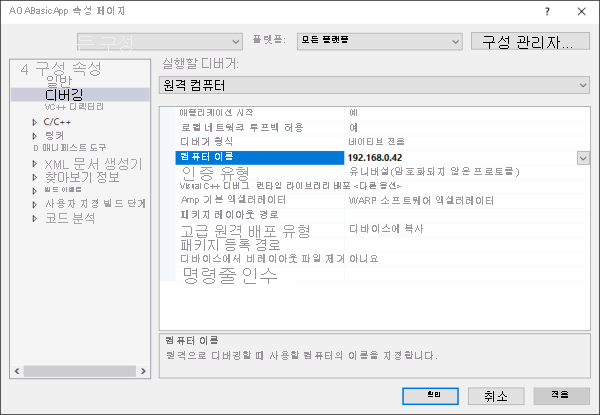 AOABasicApp 속성 페이지
? ×
든 구성
플랫폼:
모든 플랫폼
구성 관리자...
4 구성 속성
일반
디버깅
VC++ 디렉터리
C/C++
링커
매니페스트 도구
XML 문서 생성기
찾아보기 정보
빌드 이벤트
사용자 지정 빌드 단계
코드 분석
실행할 디버거:
원격 컴퓨터
애플리케이션 시작 예
로컬 네트워크 루프백 허용 예
디버거 형식 네이티브 전용
컴퓨터 이름 192.168.0.42
인증 유형 유니버설(암호화되지 않은 프로토콜)
Visual C++ 디버그 런타임 라이브러리 배포 <다른 옵션>
Amp 기본 액셀러레이터 WARP 소프트웨어 액셀러레이터
패키지 레이아웃 경로
고급 원격 배포 유형 디바이스에 복사
패키지 등록 경로
디바이스에서 비레이아웃 파일 제거 아니요
명령줄 인수
컴퓨터 이름
원격으로 디버깅할 때 사용할 컴퓨터의 이름을 지정합니다.
취소
적용